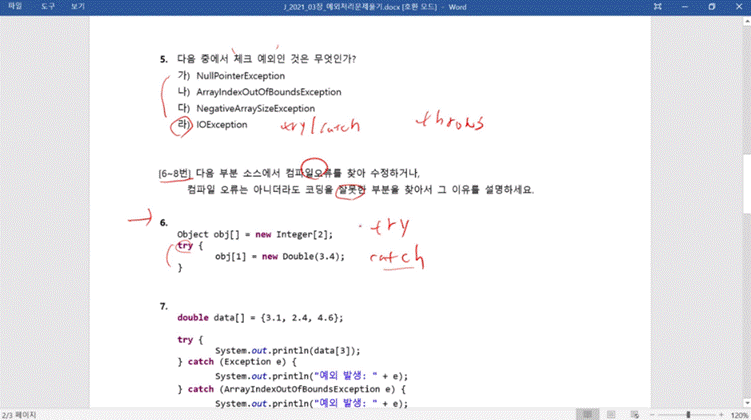 파일 도구 보기 J_2021_03장_예외처리문제풀기.docx [호환 모드] - Word
5. 다음 중에서 체크 예외인 것은 무엇인가?
가) NullPointerException
나) ArrayIndexOutOfBoundsException
다) NegativeArraySizeException
라) IOException try/catch throws
[6~8번] 다음 부분 소스에서 컴파일오류를 찾아 수정하거나,
컴파일 오류는 아니더라도 코딩을 잘못한 부분을 찾아서 그 이유를 설명하세요.
6.
Object obj[] = new Integer[2]; try
try {
obj[1] = new Double(3.4); catch
}
7.
double data[] = {3.1, 2.4, 4.6};
try {
System.out.println(data[3]);
} catch (Exception e) {
System.out.println("예외 발생: " + e);
} catch (ArrayIndexOutOfBoundsException e) {
System.out.println("예외 발생: " + e);
2/3 페이지 120%